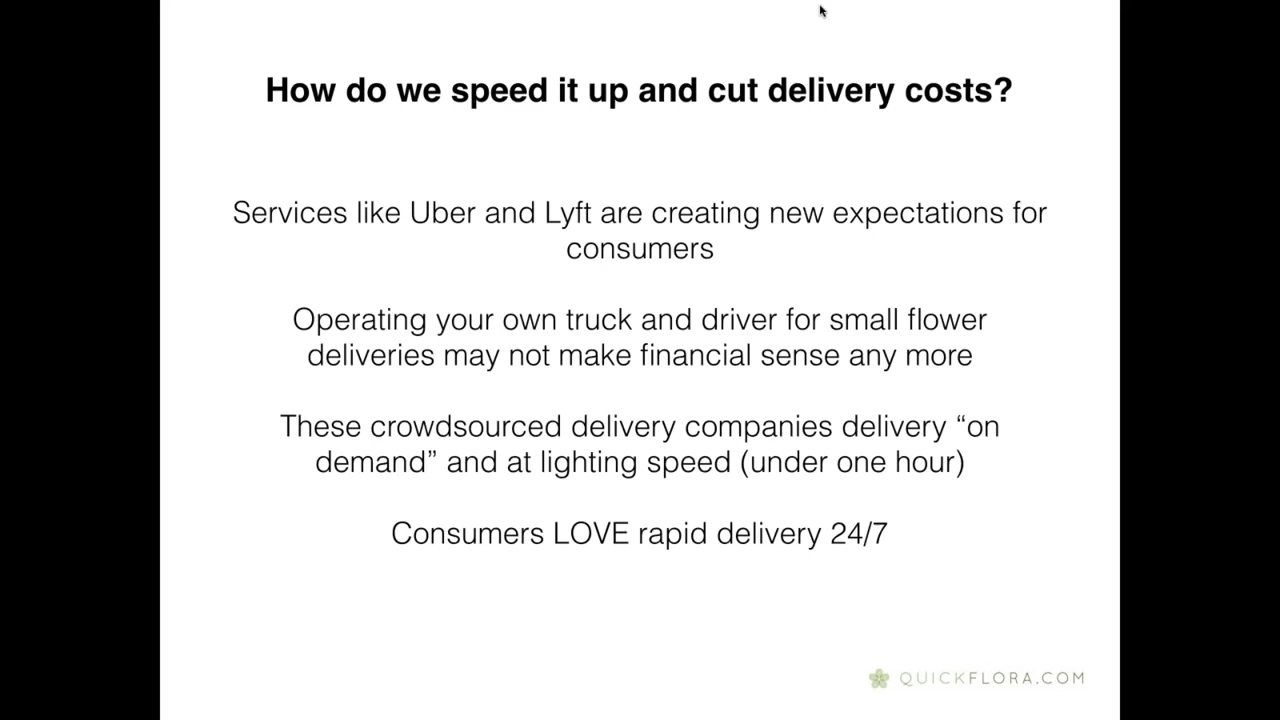 How do we speed it up and cut delivery costs?
Services like Uber and Lyft are creating new expectations for
consumers
Operating your own truck and driver for small flower
deliveries may not make financial sense any more
These crowdsourced delivery companies delivery “on
demand” and at lighting speed (under one hour)
Consumers LOVE rapid delivery 24/7
QUICKFLORA.COM